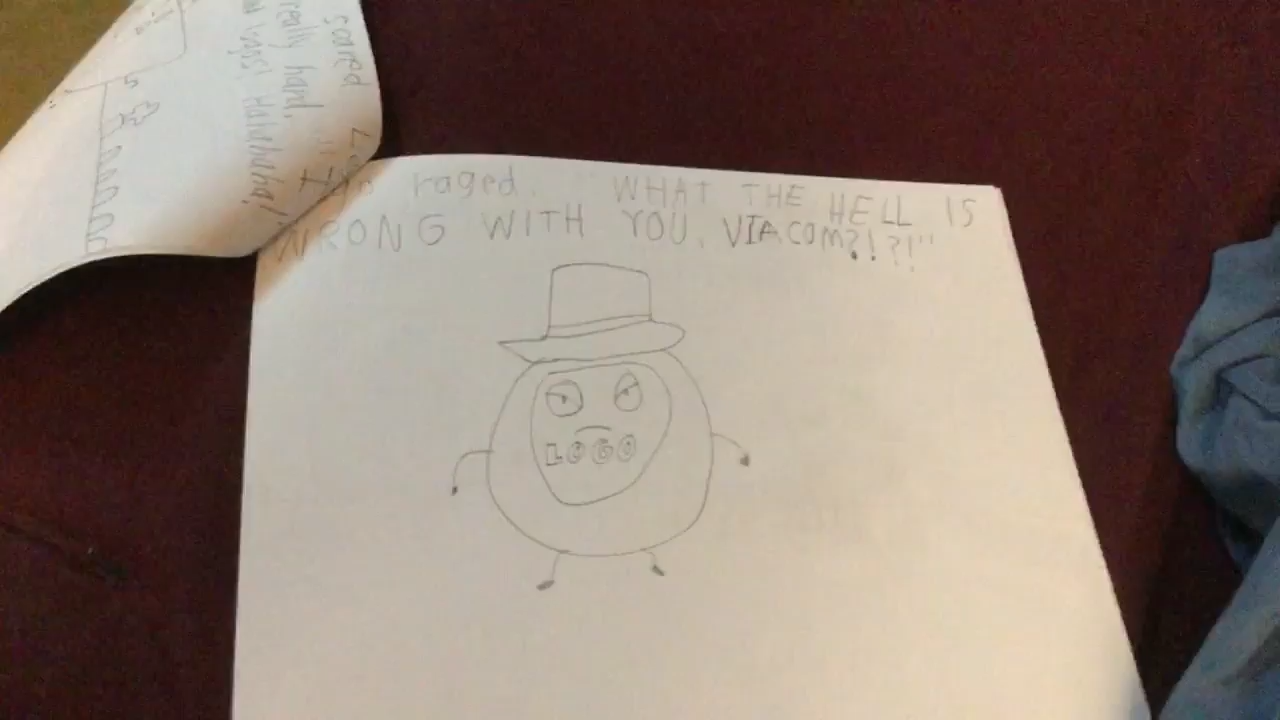 scared
really hard,
Hahahaha!
raged. "WHAT THE HELL IS
WRONG WITH YOU, VIACOM?!?!"
LOGO